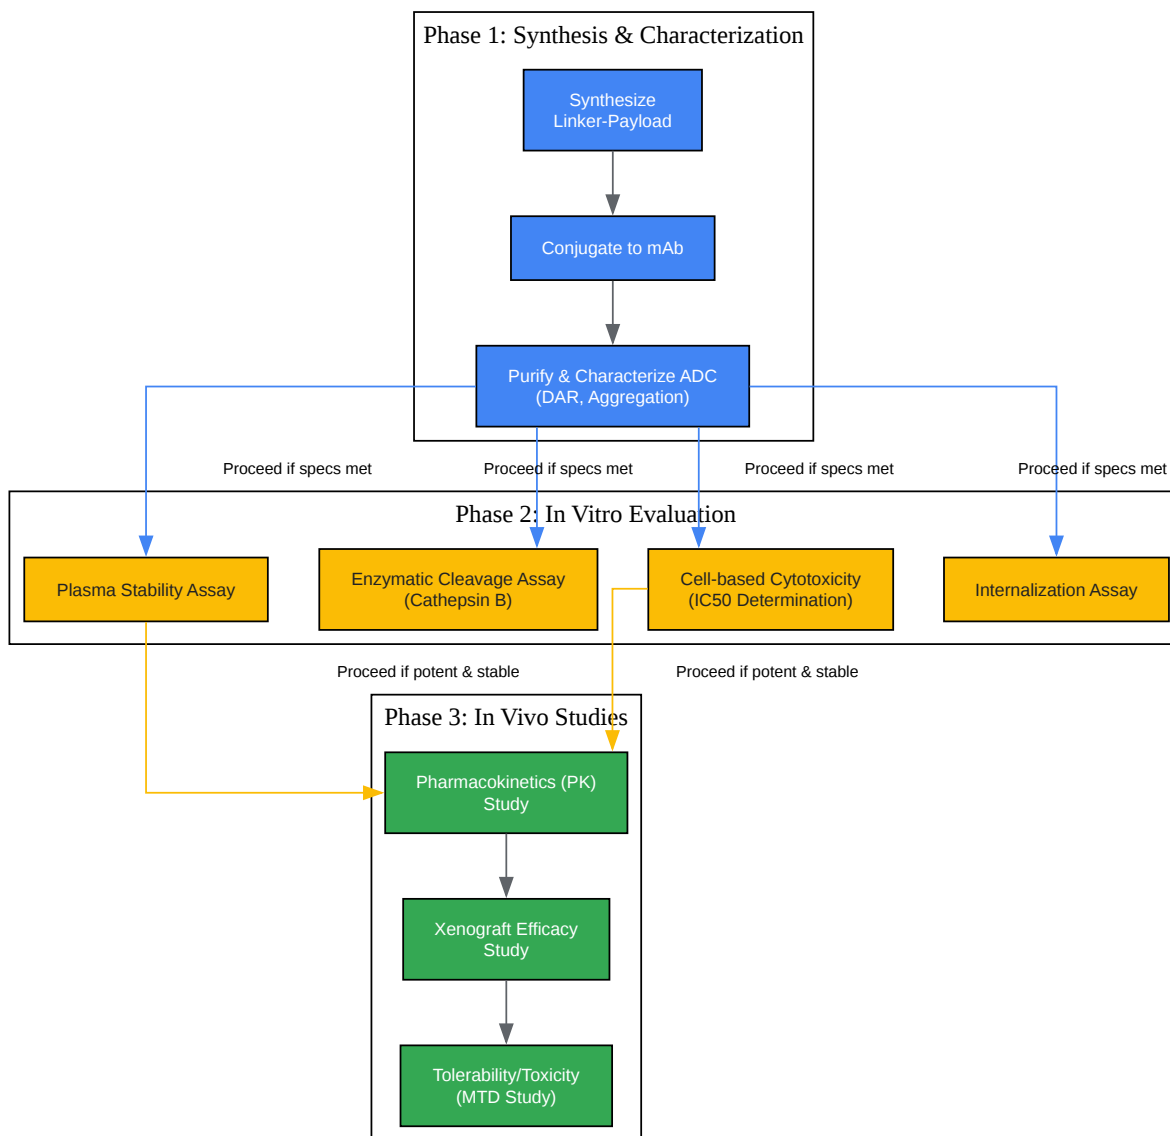 Phase 1: Synthesis & Characterization
Synthesize
Linker-Payload
Conjugate to mAb
Purify & Characterize ADC
(DAR, Aggregation)
Proceed if specs met
Proceed if specs met
Proceed if specs met
Proceed if specs met
Phase 2: In Vitro Evaluation
Plasma Stability Assay
Enzymatic Cleavage Assay
(Cathepsin B)
Cell-based Cytotoxicity
(IC50 Determination)
Internalization Assay
Proceed if potent & stable
Proceed if potent & stable
Phase 3: In Vivo Studies
Pharmacokinetics (PK)
Study
Xenograft Efficacy
Study
Tolerability/Toxicity
(MTD Study)